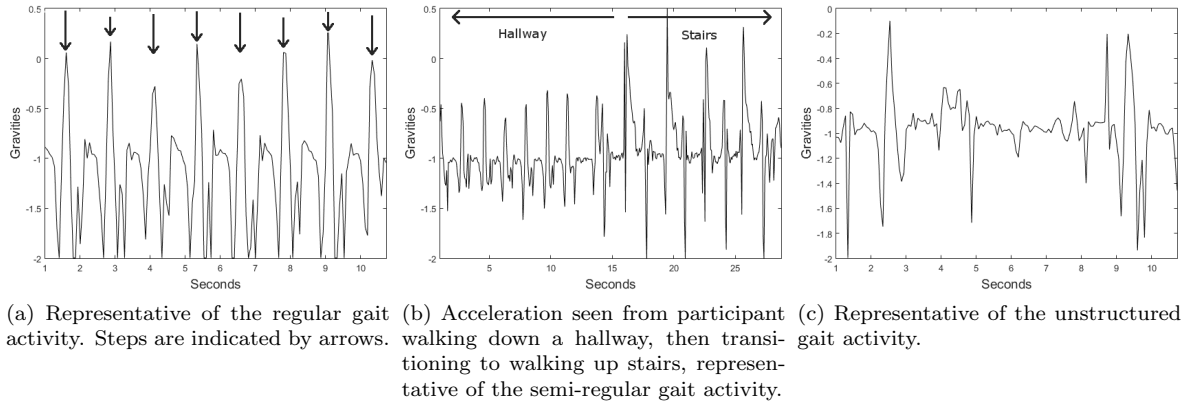 0.5
0
-0.5
-1
-1.5
-2
Gravities
1 2 3 4 5 6 7 8 9 10
Seconds
0.5
0
-0.5
-1
-1.5
-2
Gravities
Hallway Stairs
5 10 15 20 25
Seconds
0
-0.2
-0.4
-0.6
-0.8
-1
-1.2
-1.4
-1.6
-1.8
-2
Gravities
1 2 3 4 5 6 7 8 9 10
Seconds
(a) Representative of the regular gait
activity. Steps are indicated by arrows.
(b) Acceleration seen from participant
walking down a hallway, then transi-
tioning to walking up stairs, represen-
tative of the semi-regular gait activity.
(c) Representative of the unstructured
gait activity.